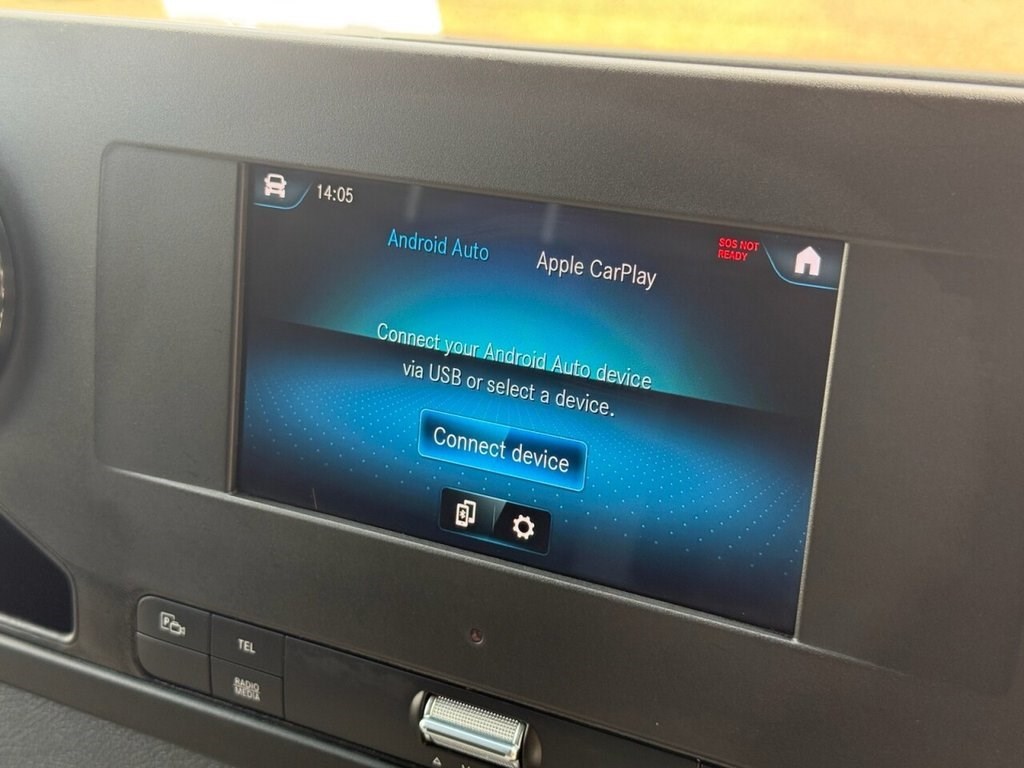 14:05
Android Auto
Apple CarPlay
SOS NOT
READY
Connect your Android Auto device
via USB or select a device.
Connect device
P
TEL
RADIO
MEDIA